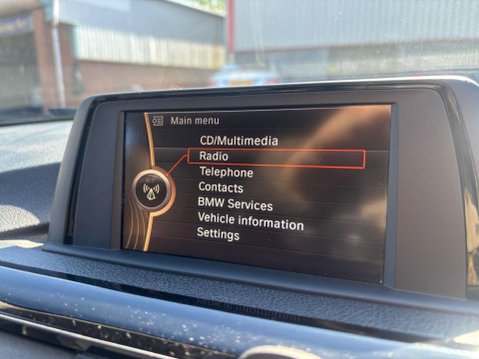 Main menu
CD/Multimedia
Radio
Telephone
Contacts
BMW Services
Vehicle information
Settings